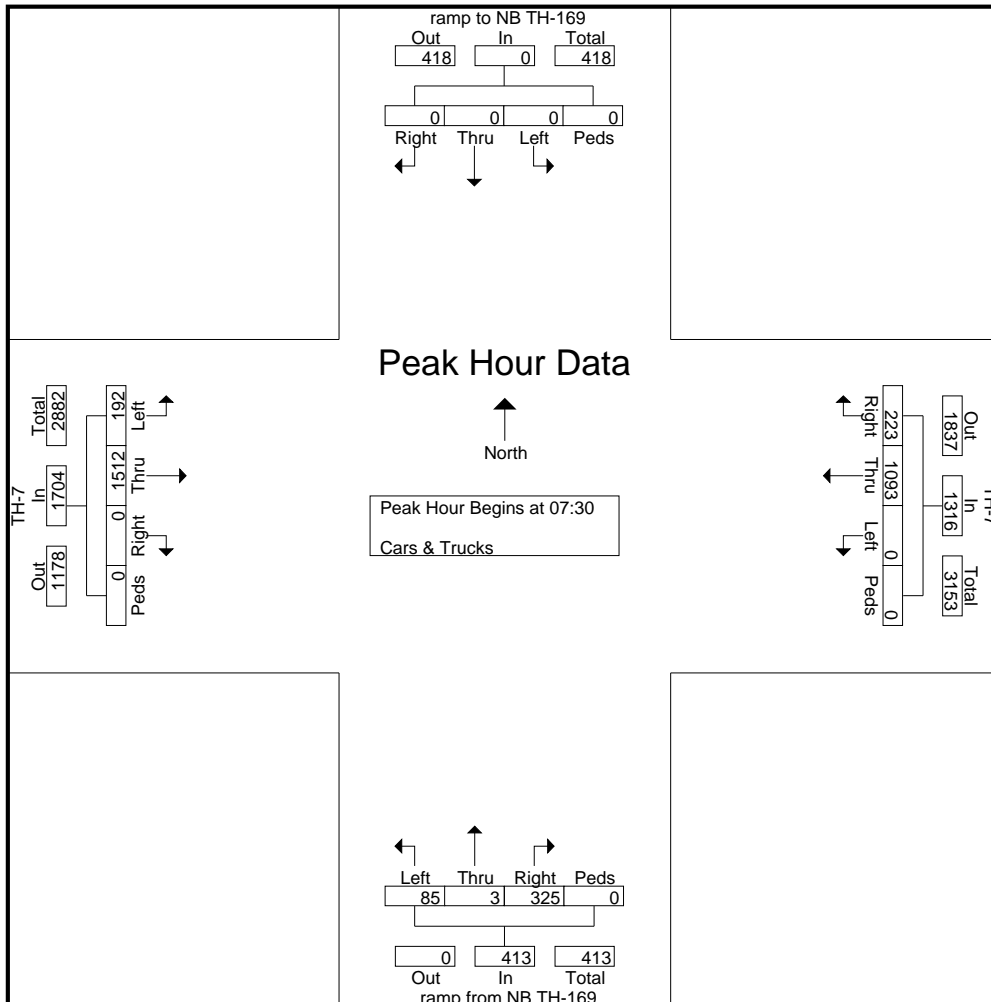 ramp to NB TH-169
Out In Total
418 0 418
0 0 0 0
Right Thru Left Peds
Peak Hour Data
North
Peak Hour Begins at 07:30
Cars & Trucks
TH-7
Total In Out
2882 1704 1178
192 1512 0 0
Left Thru Right Peds
TH-7
Out In Total
1837 1316 3153
223 1093 0 0
Right Thru Left Peds
Left Thru Right Peds
85 3 325 0
0 413 413
Out In Total
ramp from NB TH-169